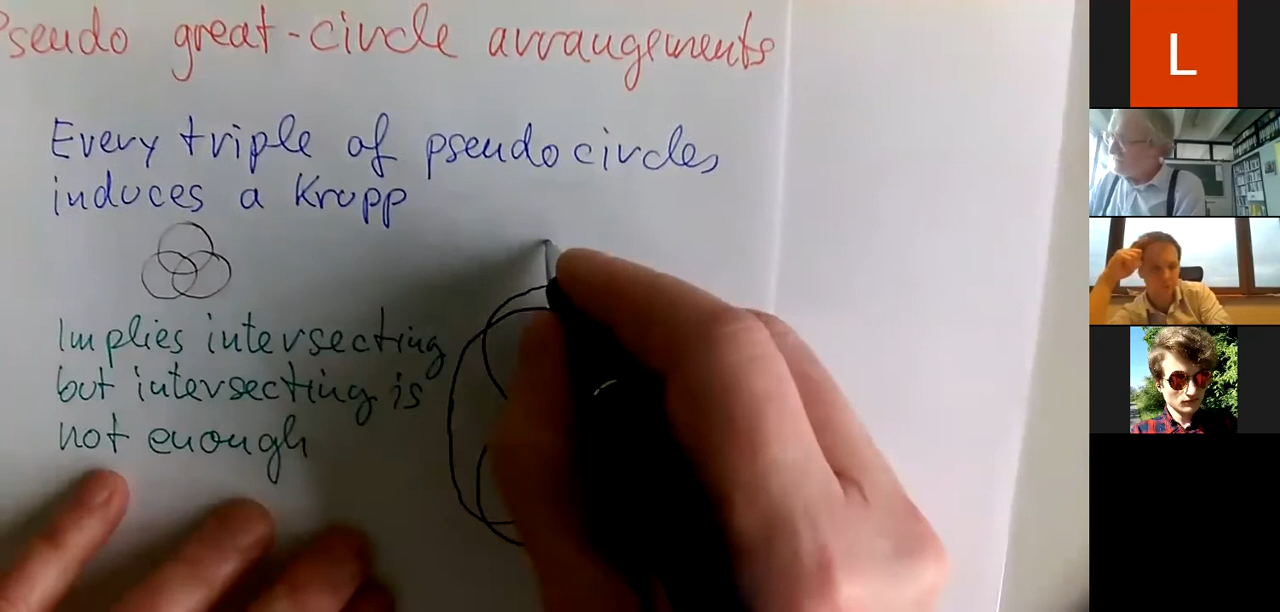 Pseudo great-circle arrangements
Every triple of pseudocircles
induces a Krupp
Implies intersecting
but intersecting is
not enough
L